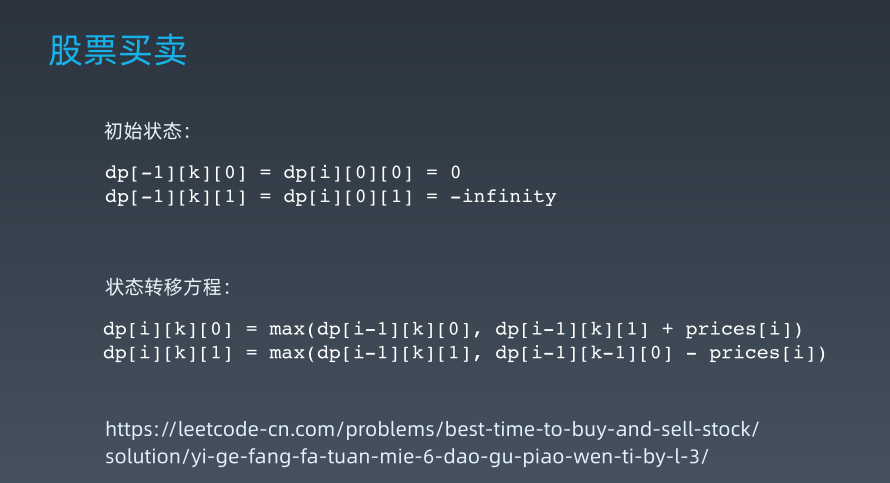 股票买卖
初始状态：
dp[-1][k][0] = dp[i][0][0] = 0
dp[-1][k][1] = dp[i][0][1] = -infinity
状态转移方程：
dp[i][k][0] = max(dp[i-1][k][0], dp[i-1][k][1] + prices[i])
dp[i][k][1] = max(dp[i-1][k][1], dp[i-1][k-1][0] - prices[i])
https://leetcode-cn.com/problems/best-time-to-buy-and-sell-stock/
solution/yi-ge-fang-fa-tuan-mie-6-dao-gu-piao-wen-ti-by-l-3/